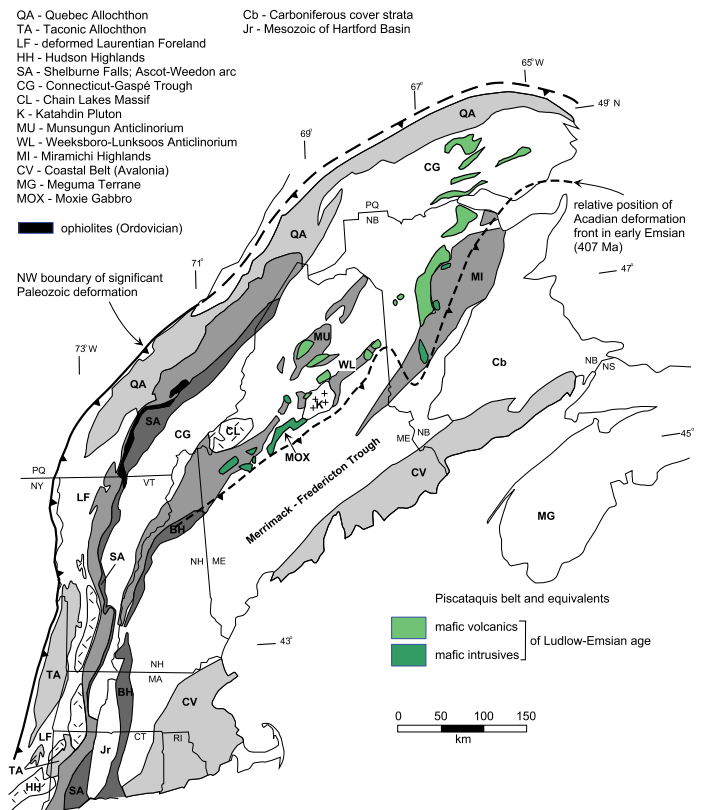 QA - Quebec Allochthon
TA - Taconic Allochthon
LF - deformed Laurentian Foreland
HH - Hudson Highlands
SA - Shelburne Falls; Ascot-Weedon arc
CG - Connecticut-Gaspé Trough
CL - Chain Lakes Massif
K - Katahdin Pluton
MU - Munsungun Anticlinorium
WL - Weeksboro-Lunksoos Anticlinorium
MI - Miramichi Highlands
CV - Coastal Belt (Avalonia)
MG - Meguma Terrane
MOX - Moxie Gabbro
ophiolites (Ordovician)
Cb - Carboniferous cover strata
Jr - Mesozoic of Hartford Basin
65° W
67°
49° N
QA
69°
CG
PQ
NB
relative position of
Acadian deformation
front in early Emsian
(407 Ma)
QA
71°
MI
47°
NW boundary of significant
Paleozoic deformation
73° W
MU
WL
Cb
NB
NS
QA
K
SA
CG
CL
MOX
ME
NB
45°
PQ
NY
VT
LF
CV
Merrimack - Fredericton Trough
MG
BH
SA
NH
ME
Piscataquis belt and equivalents
mafic volcanics
mafic intrusives
of Ludlow-Emsian age
43°
TA
NH
MA
BH
CV
LF
Jr
CT
RI
0 50 100 150
km
TA
HH
SA